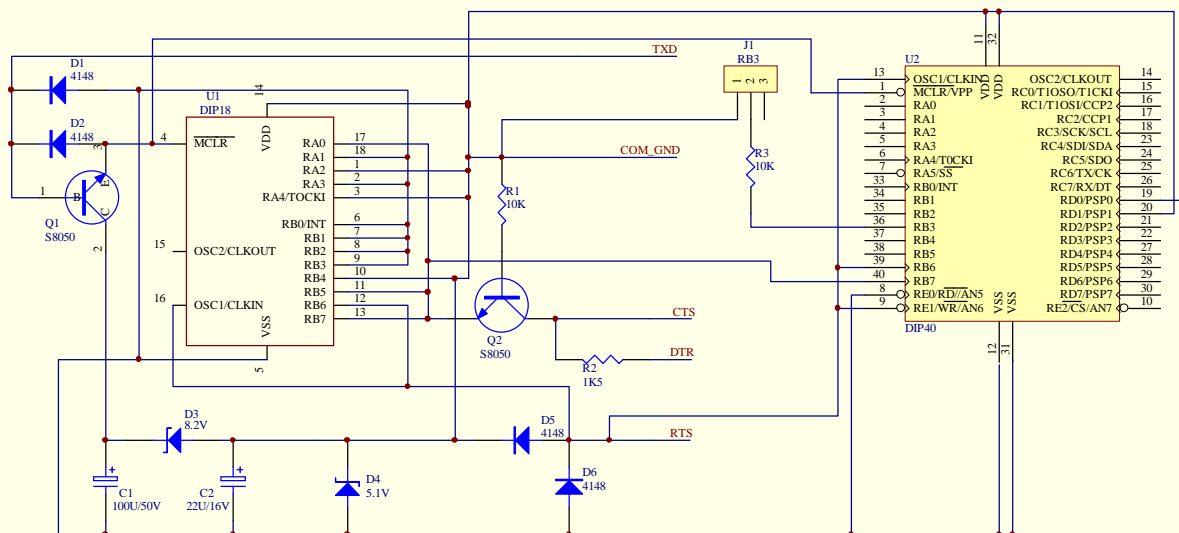 TXD
J1
RB3
1 2 3
D1
4148
D2
4148
U1
DIP18
14
VDD
4
MCLR
RA0
17
RA1
18
RA2
1
RA3
2
RA4/TOCKI
3
RB0/INT
6
RB1
7
RB2
8
RB3
9
RB4
10
RB5
11
RB6
12
RB7
13
15
OSC2/CLKOUT
16
OSC1/CLKIN
VSS
5
3
1
B
E
C
2
Q1
S8050
COM_GND
R1
10K
R3
10K
Q2
S8050
CTS
DTR
R2
1K5
RTS
D3
8.2V
D5
4148
D4
5.1V
D6
4148
C1
100U/50V
C2
22U/16V
+
+
U2
11
32
VDD
VDD
13
OSC1/CLKIN
1
MCLR/VPP
2
RA0
3
RA1
4
RA2
5
RA3
6
RA4/T0CKI
7
RA5/SS
33
RB0/INT
34
RB1
35
RB2
36
RB3
37
RB4
38
RB5
39
RB6
40
RB7
8
RE0/RD//AN5
9
RE1/WR/AN6
OSC2/CLKOUT
14
RC0/T1OSO/T1CKI
15
RC1/T1OSI/CCP2
16
RC2/CCP1
17
RC3/SCK/SCL
18
RC4/SDI/SDA
23
RC5/SDO
24
RC6/TX/CK
25
RC7/RX/DT
26
RD0/PSP0
19
RD1/PSP1
20
RD2/PSP2
21
RD3/PSP3
22
RD4/PSP4
27
RD5/PSP5
28
RD6/PSP6
29
RD7/PSP7
30
RE2/CS/AN7
10
VSS
VSS
DIP40
12
31